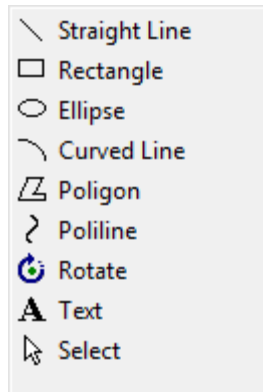 Straight Line
Rectangle
Ellipse
Curved Line
Poligon
Poliline
Rotate
Text
Select